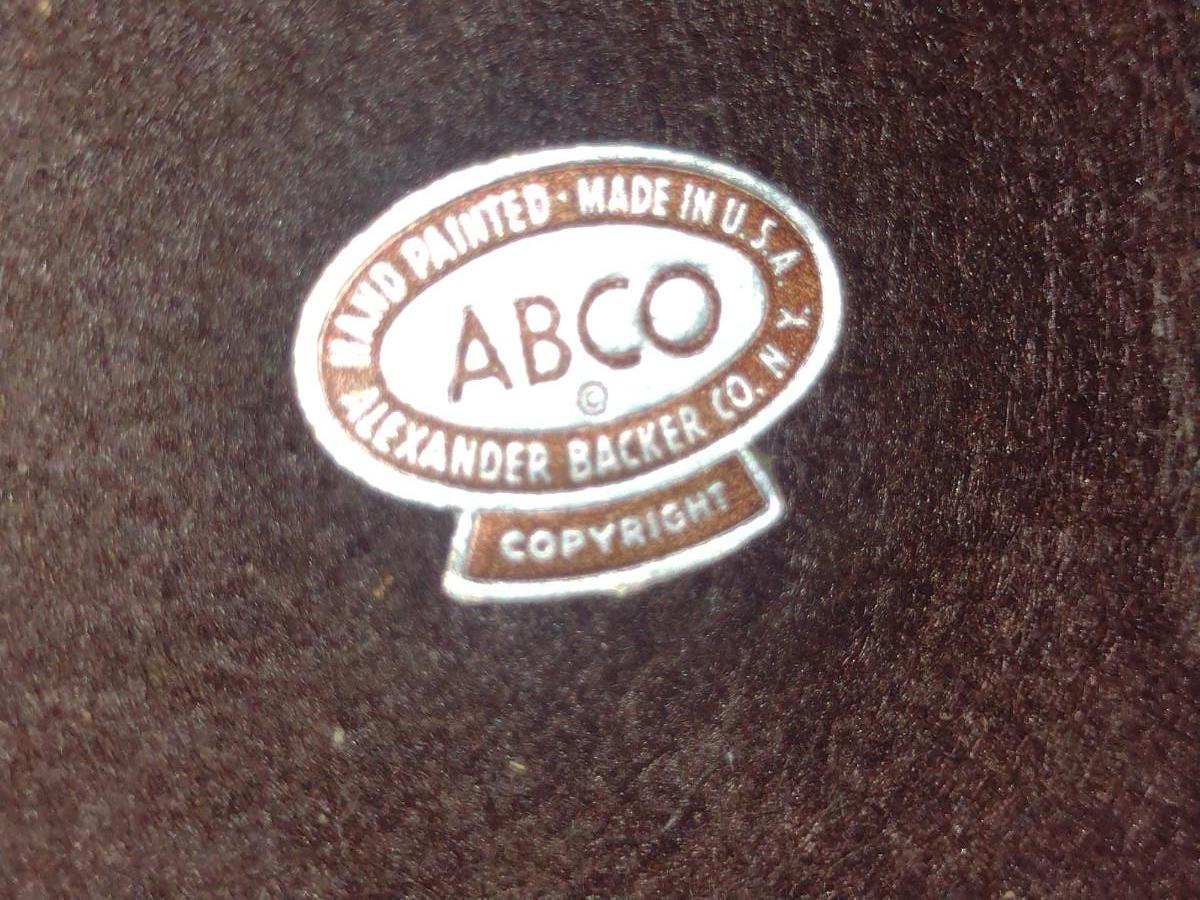 HAND PAINTED · MADE IN U.S.A.
ABCO
©
ALEXANDER BACKER CO. N.Y.
COPYRIGHT